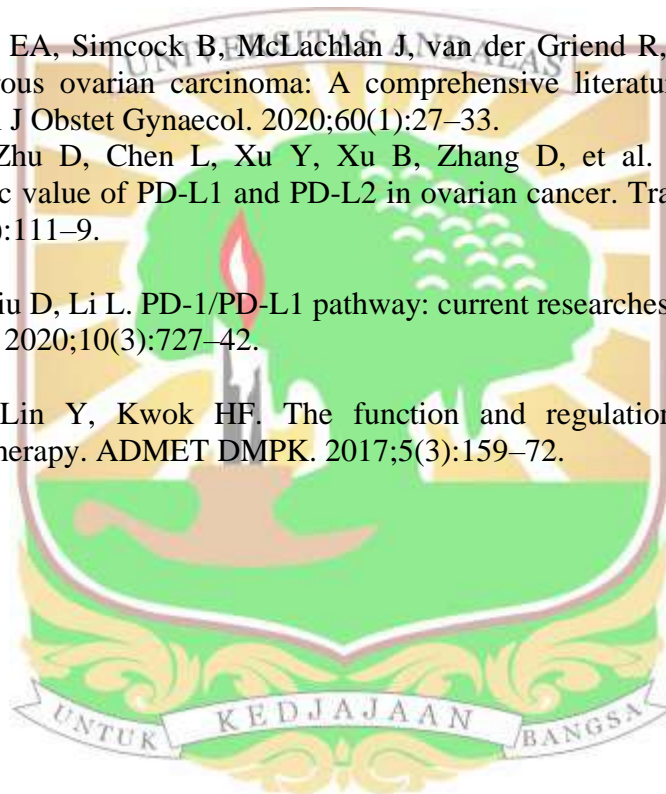 UNIVERSITAS ANDALAS
EA, Simcock B, McLachlan J, van der Griend R,
rous ovarian carcinoma: A comprehensive literatu
J Obstet Gynaecol. 2020;60(1):27–33.
Zhu D, Chen L, Xu Y, Xu B, Zhang D, et al.
c value of PD-L1 and PD-L2 in ovarian cancer. Tra
:111–9.
iu D, Li L. PD-1/PD-L1 pathway: current researches
2020;10(3):727–42.
Lin Y, Kwok HF. The function and regulation
herapy. ADMET DMPK. 2017;5(3):159–72.
UNTUK KEDJAJAAN BANGSA